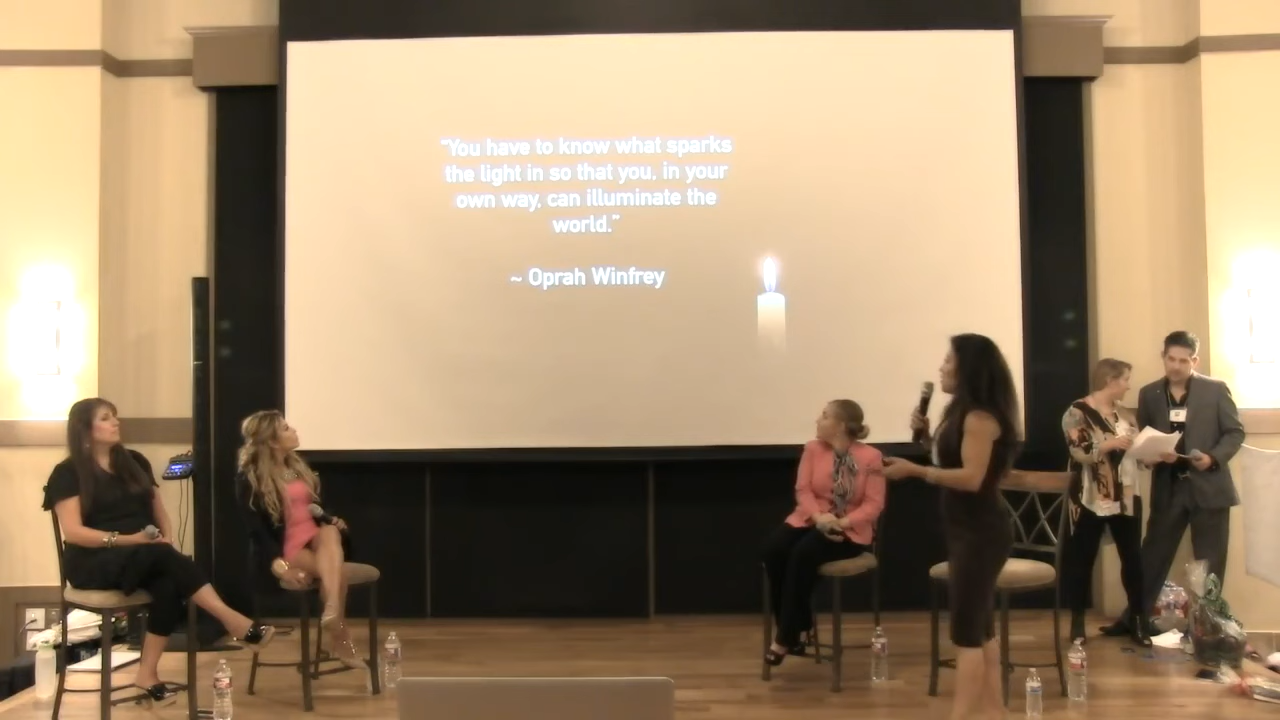 "You have to know what sparks
the light in so that you, in your
own way, can illuminate the
world."
~ Oprah Winfrey